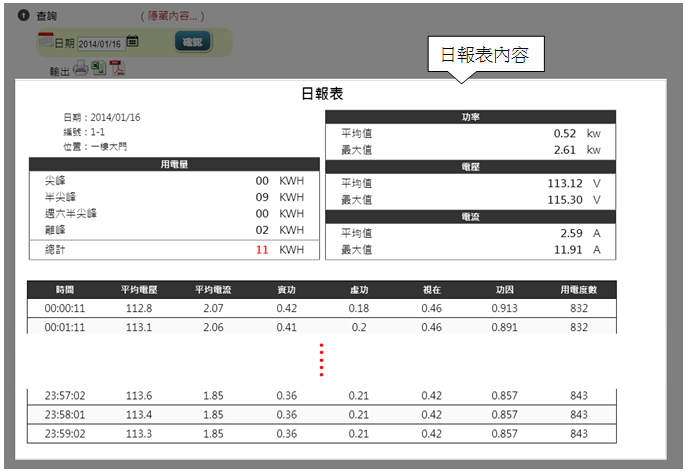 查詢 (隱藏內容...)
日期 2014/01/16 確認
輸出
日報表內容
日報表
日期：2014/01/16
編號：1-1
位置：一樓大門
用電量
尖峰 00 KWH
半尖峰 09 KWH
週六半尖峰 00 KWH
離峰 02 KWH
總計 11 KWH
功率
平均值 0.52 kw
最大值 2.61 kw
電壓
平均值 113.12 V
最大值 115.30 V
電流
平均值 2.59 A
最大值 11.91 A
時間 平均電壓 平均電流 實功 虛功 視在 功因 用電度數
00:00:11 112.8 2.07 0.42 0.18 0.46 0.913 832
00:01:11 113.1 2.06 0.41 0.2 0.46 0.891 832
23:57:02 113.6 1.85 0.36 0.21 0.42 0.857 843
23:58:01 113.4 1.85 0.36 0.21 0.42 0.857 843
23:59:02 113.3 1.85 0.36 0.21 0.42 0.857 843